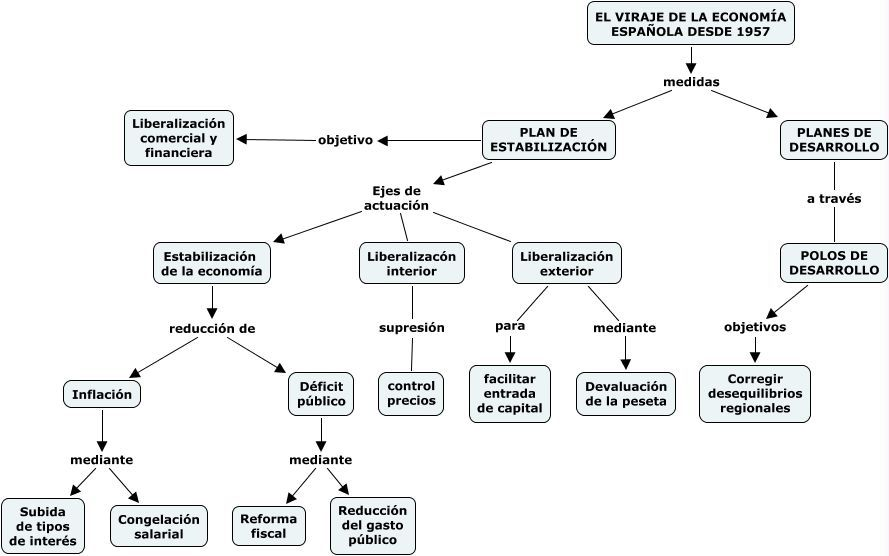 EL VIRAJE DE LA ECONOMÍA
ESPAÑOLA DESDE 1957
medidas
Liberalización
comercial y
financiera
objetivo
PLAN DE
ESTABILIZACIÓN
PLANES DE
DESARROLLO
Ejes de
actuación
a través
Estabilización
de la economía
Liberalizacón
interior
Liberalización
exterior
POLOS DE
DESARROLLO
reducción de
supresión
para
mediante
objetivos
Inflación
Déficit
público
control
precios
facilitar
entrada
de capital
Devaluación
de la peseta
Corregir
desequilibrios
regionales
mediante
mediante
Subida
de tipos
de interés
Congelación
salarial
Reforma
fiscal
Reducción
del gasto
público